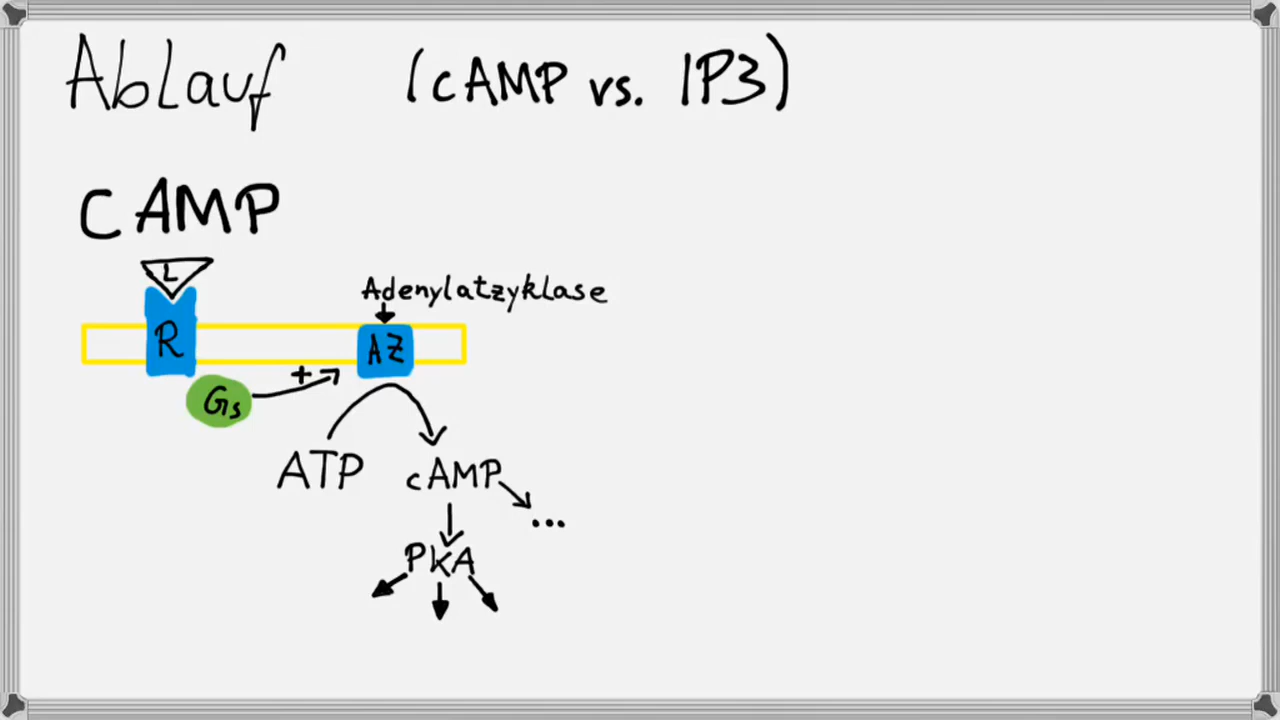 Ablauf (cAMP vs. IP3)
cAMP
L
Adenylatzyklase
R
AZ
+
Gs
ATP cAMP
...
PKA